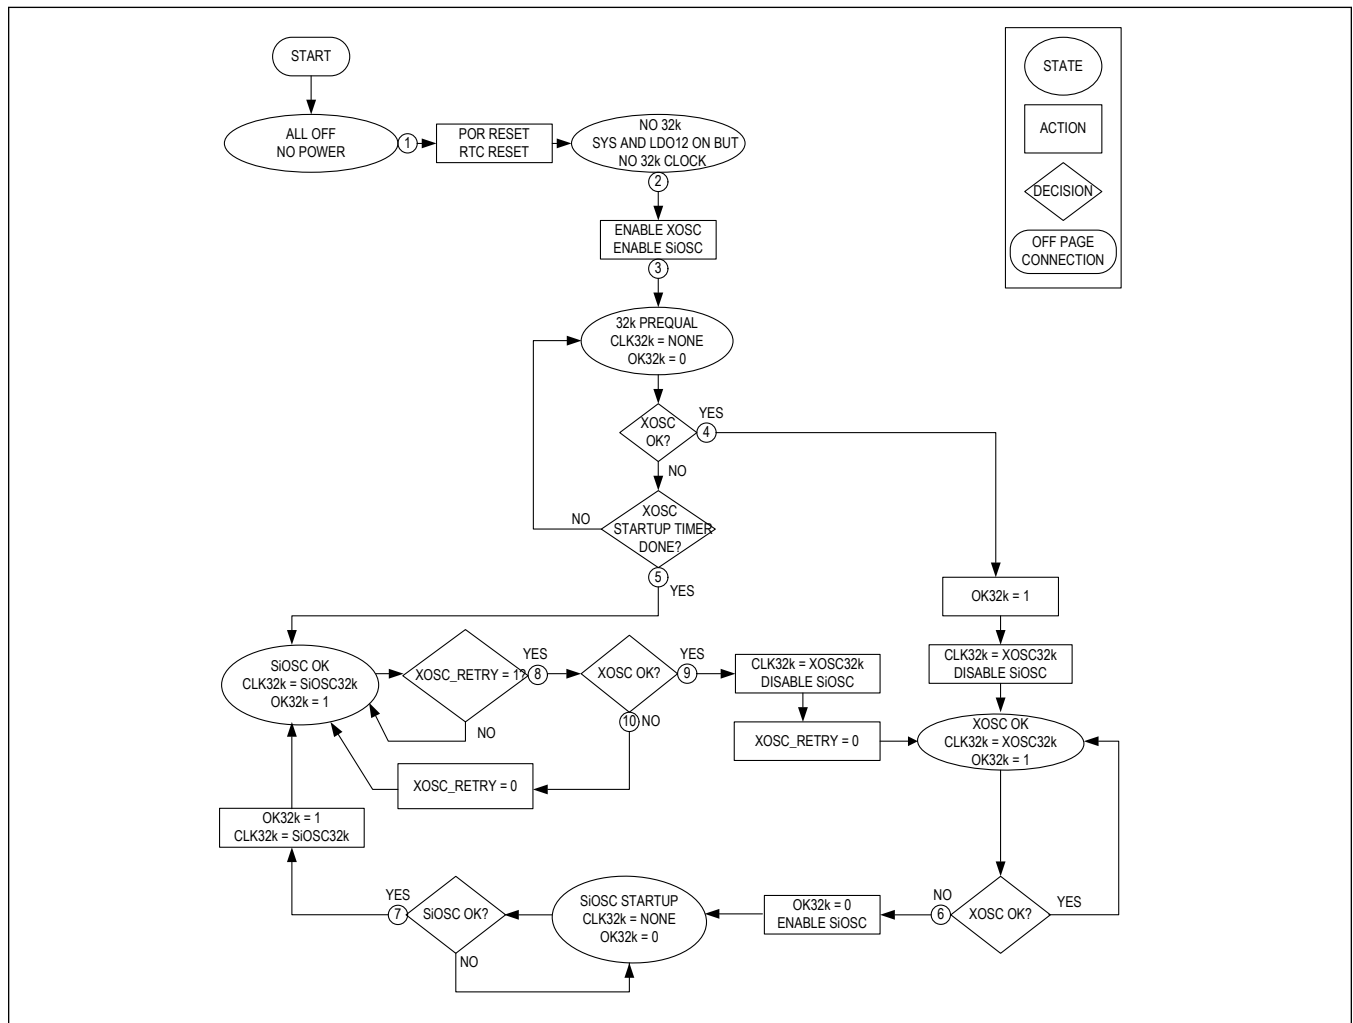 START
STATE
ACTION
DECISION
OFF PAGE
CONNECTION
ALL OFF
NO POWER
1
POR RESET
RTC RESET
NO 32k
SYS AND LDO12 ON BUT
NO 32k CLOCK
2
ENABLE XOSC
ENABLE SiOSC
3
32k PREQUAL
CLK32k = NONE
OK32k = 0
XOSC
OK?
YES
4
NO
XOSC
STARTUP TIMER
DONE?
NO
5
YES
OK32k = 1
CLK32k = XOSC32k
DISABLE SiOSC
SiOSC OK
CLK32k = SiOSC32k
OK32k = 1
XOSC_RETRY = 1?
YES
8
NO
XOSC OK?
YES
9
10
NO
CLK32k = XOSC32k
DISABLE SiOSC
XOSC_RETRY = 0
XOSC OK
CLK32k = XOSC32k
OK32k = 1
XOSC_RETRY = 0
OK32k = 1
CLK32k = SiOSC32k
YES
7
SiOSC OK?
NO
SiOSC STARTUP
CLK32k = NONE
OK32k = 0
OK32k = 0
ENABLE SiOSC
NO
6
XOSC OK?
YES